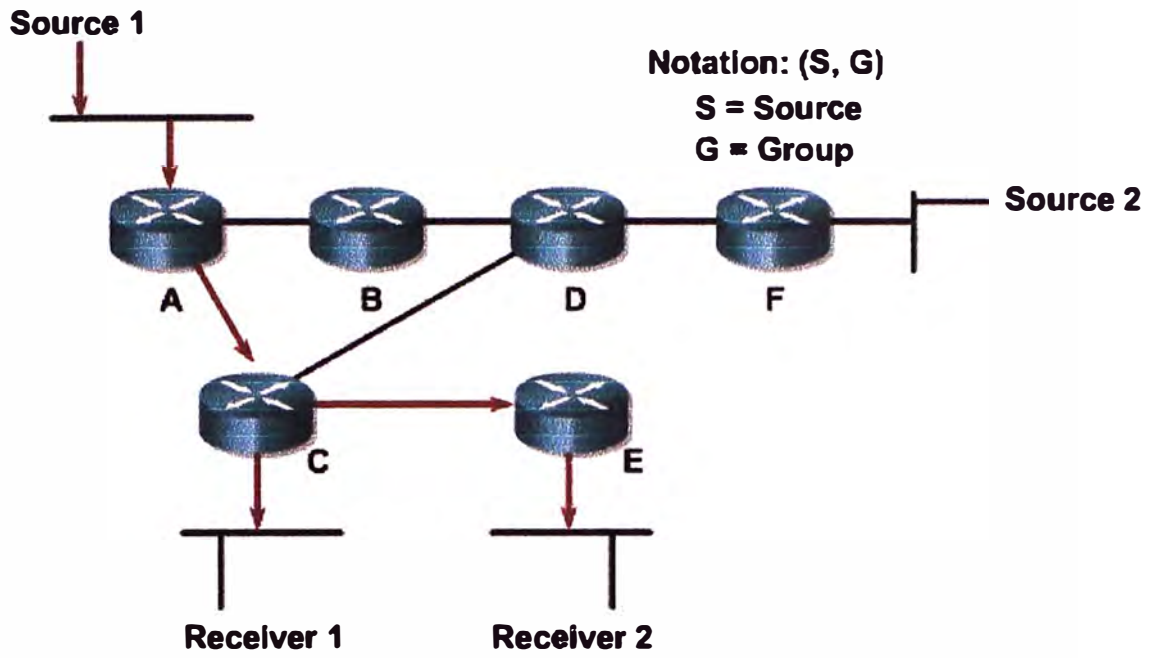 Source 1
Notation: (S, G)
S = Source
G = Group
Source 2
A
B
D
F
C
E
Receiver 1
Receiver 2